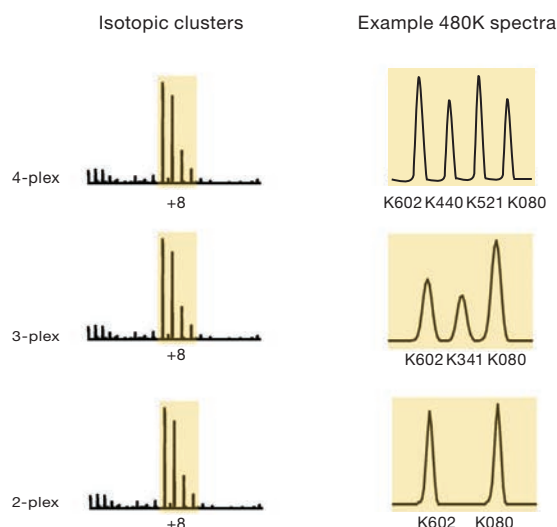 Isotopic clusters Example 480K spectra
4-plex
+8
K602 K440 K521 K080
3-plex
+8
K602 K341 K080
2-plex
+8
K602 K080